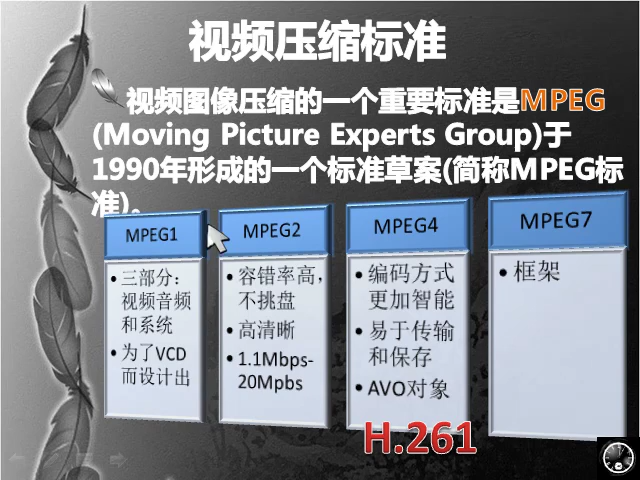 视频压缩标准
视频图像压缩的一个重要标准是MPEG
(Moving Picture Experts Group)于
1990年形成的一个标准草案(简称MPEG标
准)。
MPEG1
•三部分：
视频音频
和系统
•为了VCD
而设计出
MPEG2
•容错率高，
不挑盘
•高清晰
•1.1Mbps-
20Mpbs
MPEG4
•编码方式
更加智能
•易于传输
和保存
•AVO对象
MPEG7
•框架
H.261